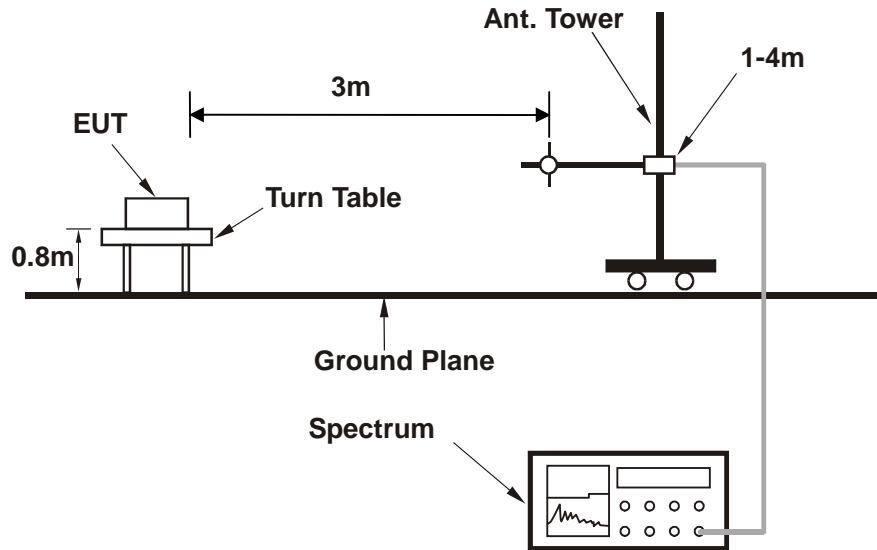 Ant. Tower
1-4m
3m
EUT
Turn Table
0.8m
Ground Plane
Spectrum